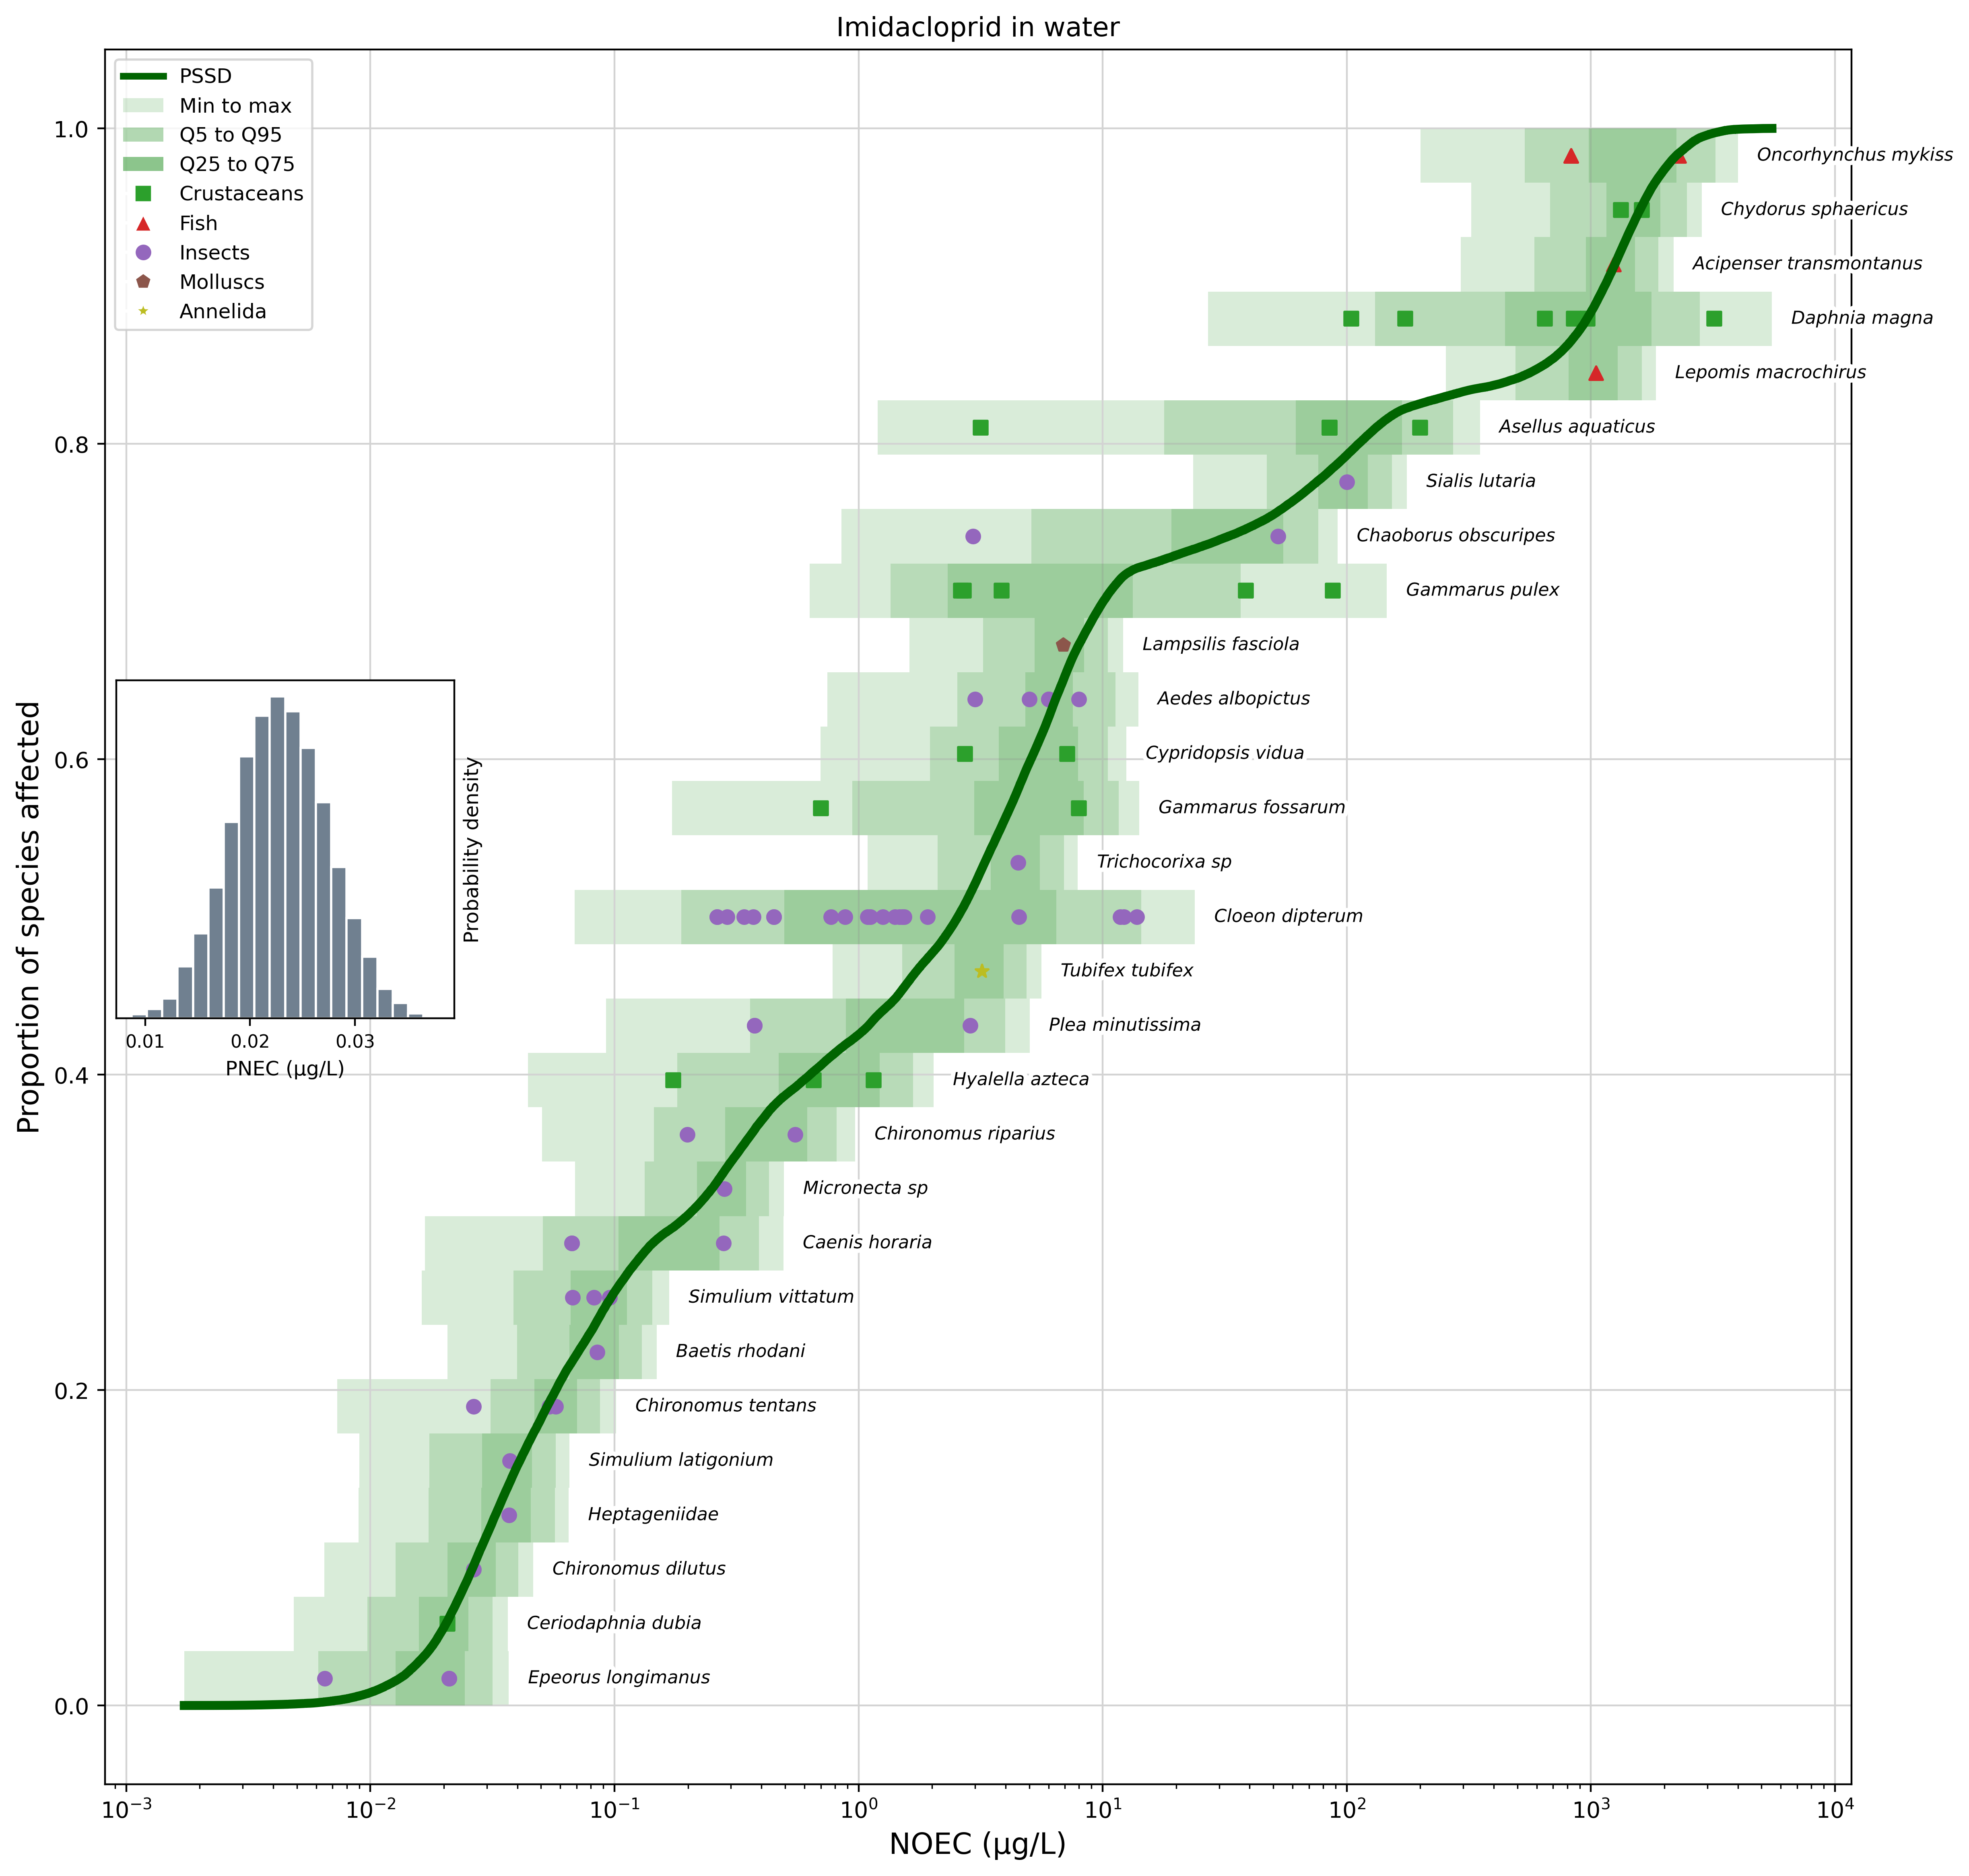 Imidacloprid in water
PSSD
Min to max
Q5 to Q95
Q25 to Q75
Crustaceans
Fish
Insects
Molluscs
Annelida
Proportion of species affected
1.0
0.8
0.6
0.4
0.2
0.0
Oncorhynchus mykiss
Chydorus sphaericus
Acipenser transmontanus
Daphnia magna
Lepomis macrochirus
Asellus aquaticus
Sialis lutaria
Chaoborus obscuripes
Gammarus pulex
Lampsilis fasciola
Aedes albopictus
Cypridopsis vidua
Gammarus fossarum
Trichocorixa sp
Cloeon dipterum
Tubifex tubifex
Plea minutissima
Hyalella azteca
Chironomus riparius
Micronecta sp
Caenis horaria
Simulium vittatum
Baetis rhodani
Chironomus tentans
Simulium latigonium
Heptageniidae
Chironomus dilutus
Ceriodaphnia dubia
Epeorus longimanus
Probability density
0.01 0.02 0.03
PNEC (μg/L)
10⁻³ 10⁻² 10⁻¹ 10⁰ 10¹ 10² 10³ 10⁴
NOEC (μg/L)